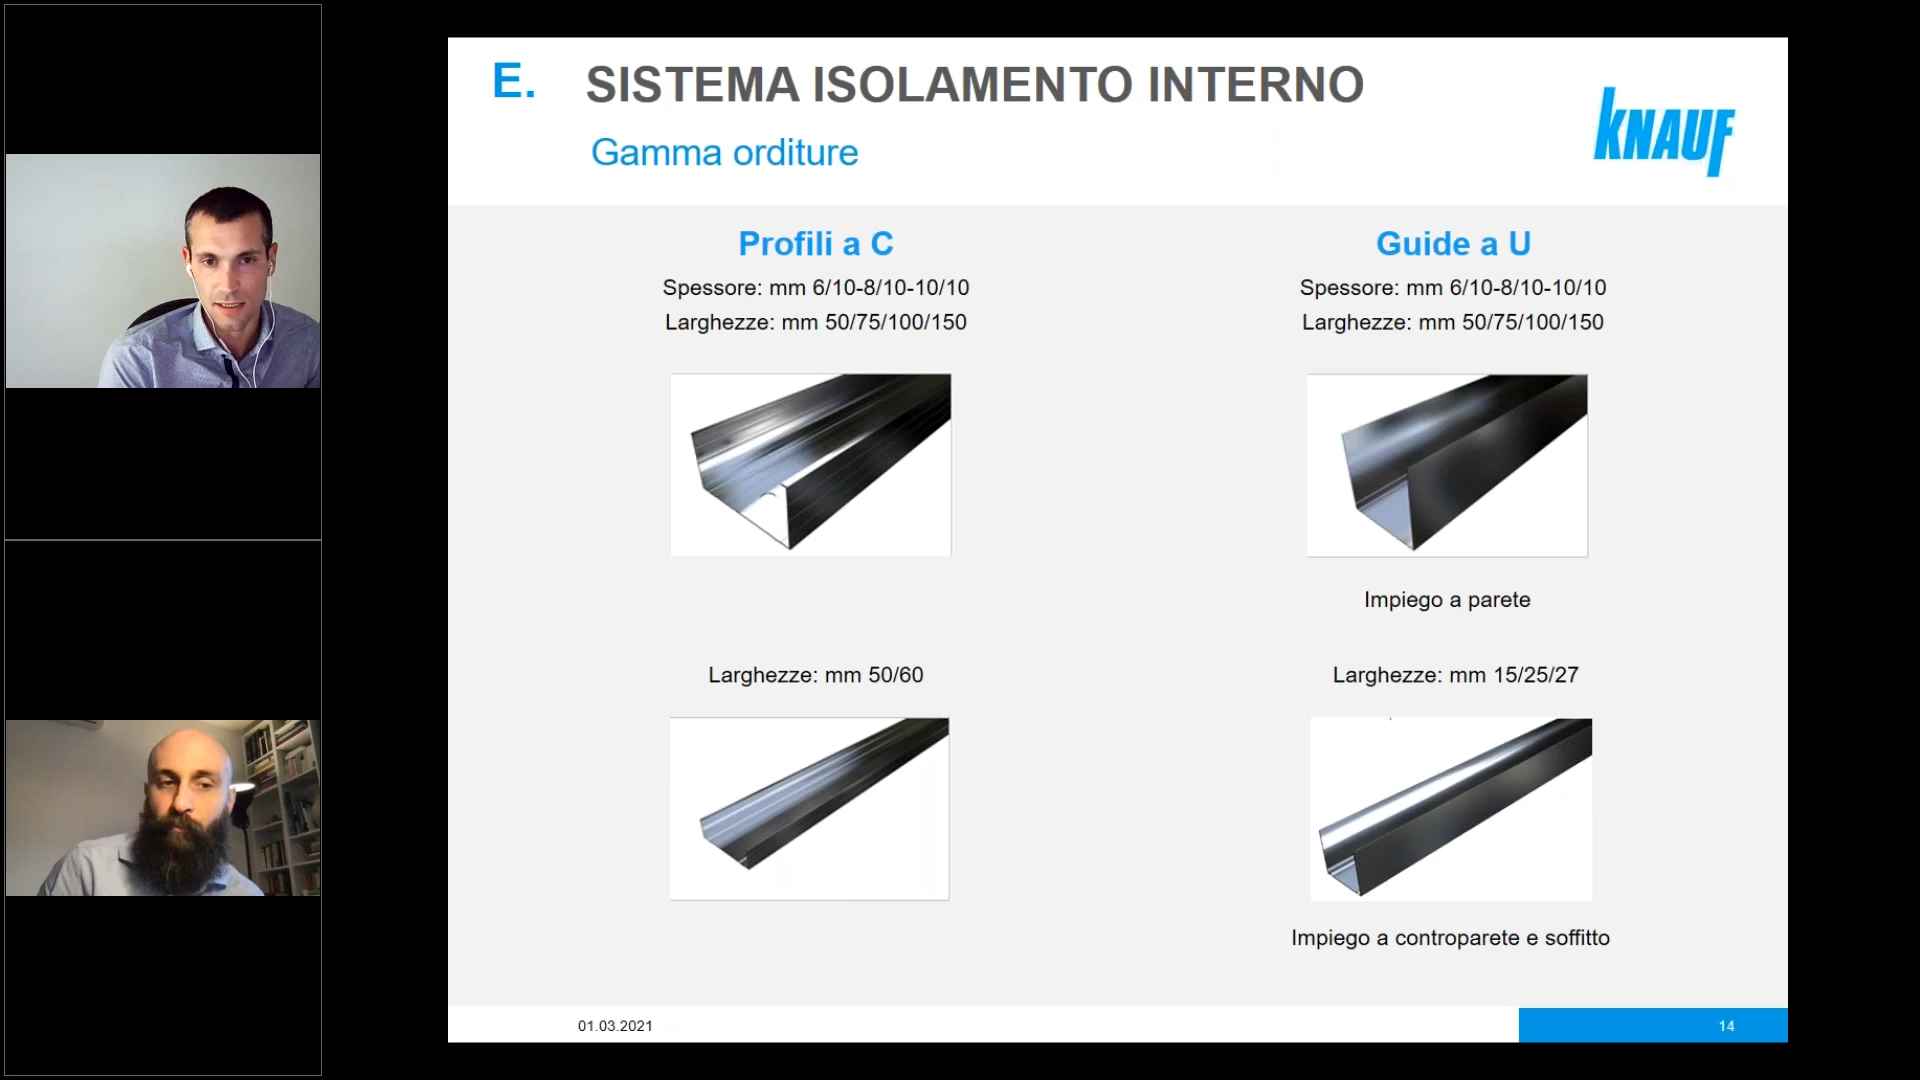 E. SISTEMA ISOLAMENTO INTERNO
Gamma orditure
KNAUF
Profili a C
Spessore: mm 6/10-8/10-10/10
Larghezze: mm 50/75/100/150
Guide a U
Spessore: mm 6/10-8/10-10/10
Larghezze: mm 50/75/100/150
Impiego a parete
Larghezze: mm 50/60
Larghezze: mm 15/25/27
Impiego a controparete e soffitto
01.03.2021
14